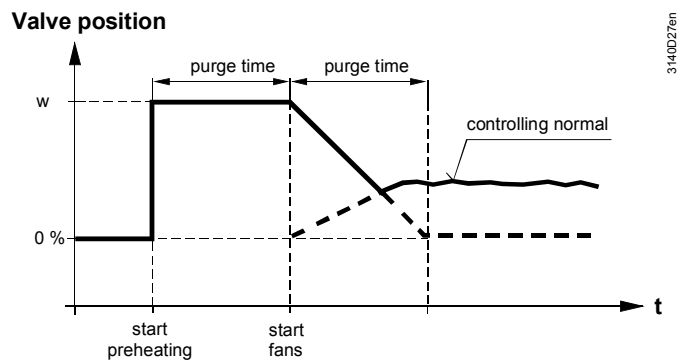 Valve position
3140D27en
purge time
purge time
w
controlling normal
0 %
t
start
preheating
start
fans